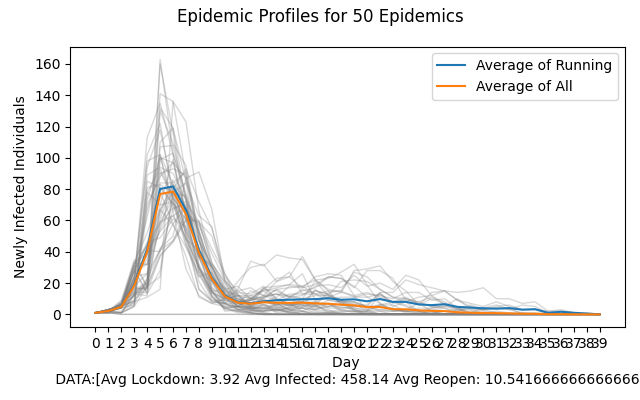 Epidemic Profiles for 50 Epidemics
Average of Running
Average of All
Newly Infected Individuals
160
140
120
100
80
60
40
20
0
0 1 2 3 4 5 6 7 8 9 10 11 12 13 14 15 16 17 18 19 20 21 22 23 24 25 26 27 28 29 30 31 32 33 34 35 36 37 38 39
Day
DATA:[Avg Lockdown: 3.92 Avg Infected: 458.14 Avg Reopen: 10.541666666666666